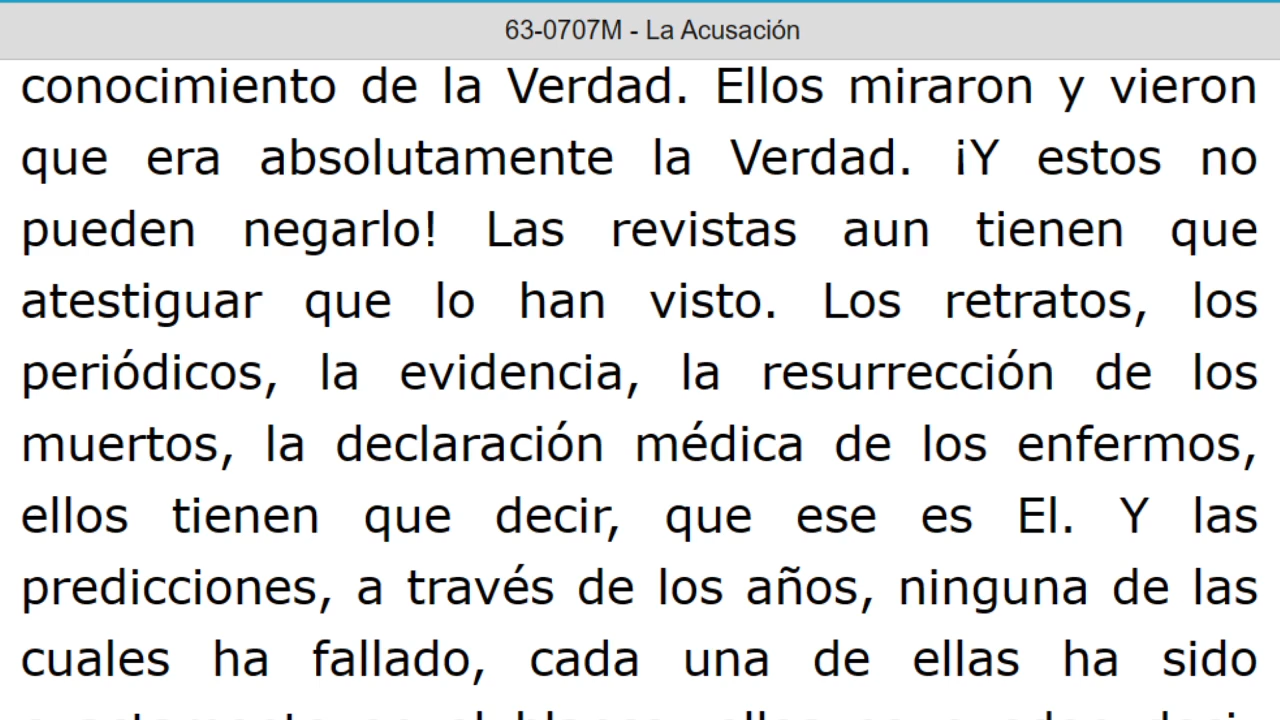 63-0707M - La Acusación
conocimiento de la Verdad. Ellos miraron y vieron
que era absolutamente la Verdad. ¡Y estos no
pueden negarlo! Las revistas aun tienen que
atestiguar que lo han visto. Los retratos, los
periódicos, la evidencia, la resurrección de los
muertos, la declaración médica de los enfermos,
ellos tienen que decir, que ese es El. Y las
predicciones, a través de los años, ninguna de las
cuales ha fallado, cada una de ellas ha sido